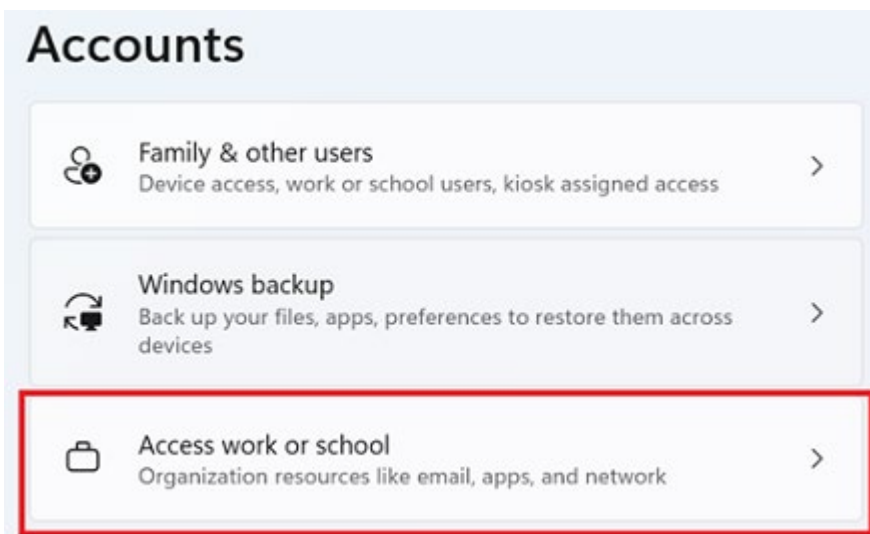 Accounts
Family & other users
Device access, work or school users, kiosk assigned access
Windows backup
Back up your files, apps, preferences to restore them across
devices
Access work or school
Organization resources like email, apps, and network